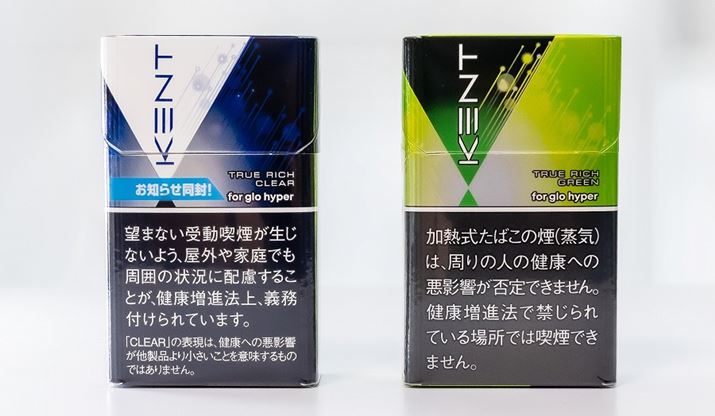 KENT
TRUE RICH
CLEAR
お知らせ同封!
for glo hyper
望まない受動喫煙が生じ
ないよう、屋外や家庭でも
周囲の状況に配慮するこ
とが、健康増進法上、義務
付けられています。
「CLEAR」の表現は、健康への悪影響
が他製品より小さいことを意味するもの
ではありません。
KENT
TRUE RICH
GREEN
for glo hyper
加熱式たばこの煙(蒸気)
は、周りの人の健康への
悪影響が否定できません。
健康増進法で禁じられ
ている場所では喫煙でき
ません。